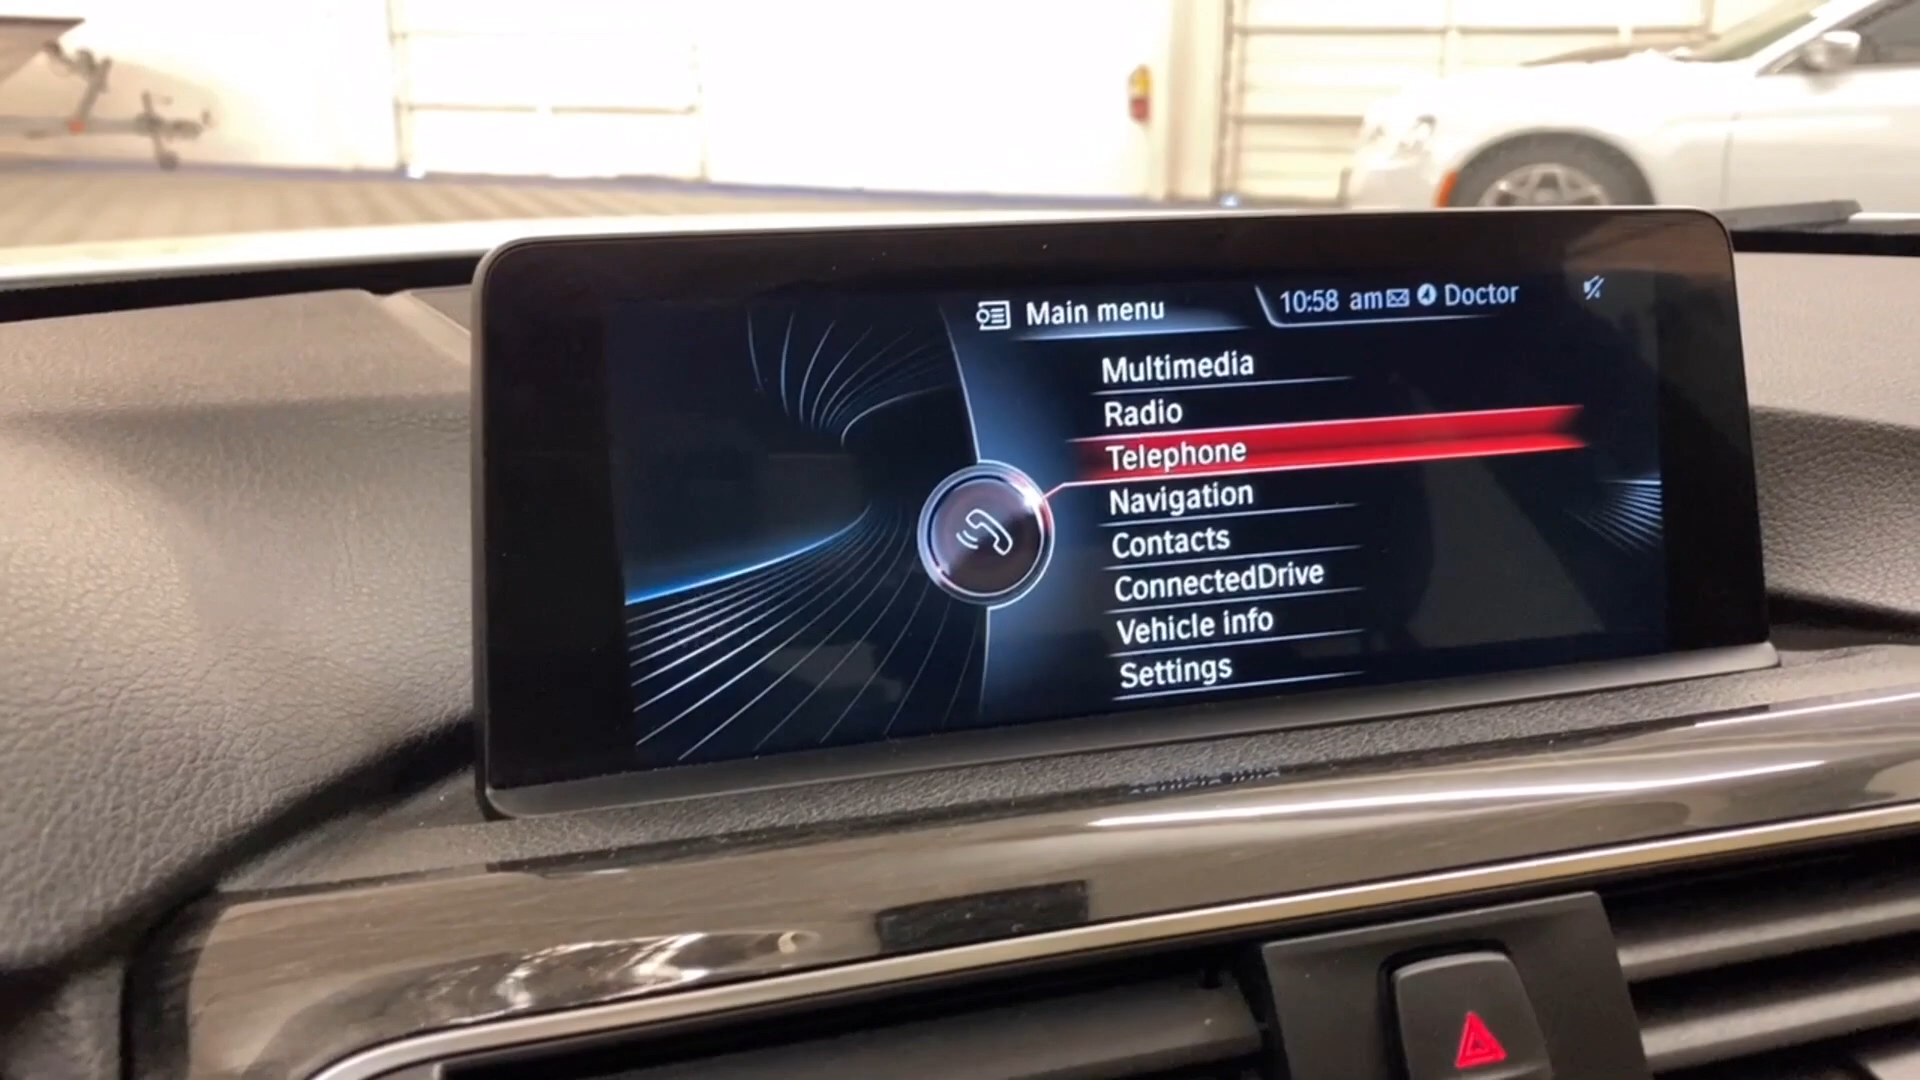 Main menu
10:58 am Doctor
Multimedia
Radio
Telephone
Navigation
Contacts
ConnectedDrive
Vehicle info
Settings